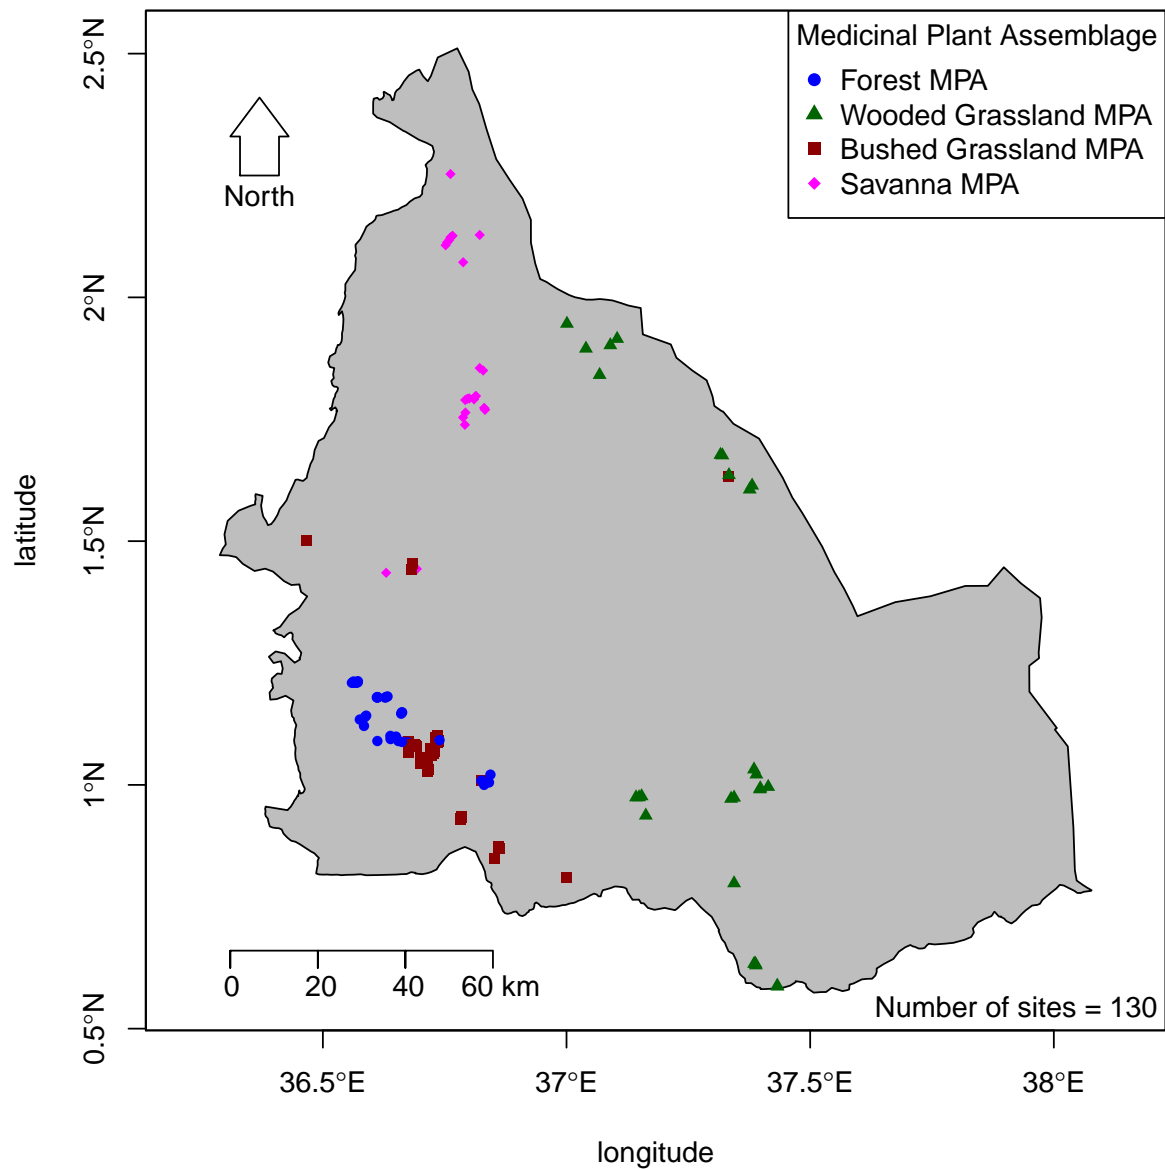 Medicinal Plant Assemblage
Forest MPA
Wooded Grassland MPA
Bushed Grassland MPA
Savanna MPA
North
2.5°N
2°N
1.5°N
1°N
0.5°N
latitude
0 20 40 60 km
Number of sites = 130
36.5°E 37°E 37.5°E 38°E
longitude